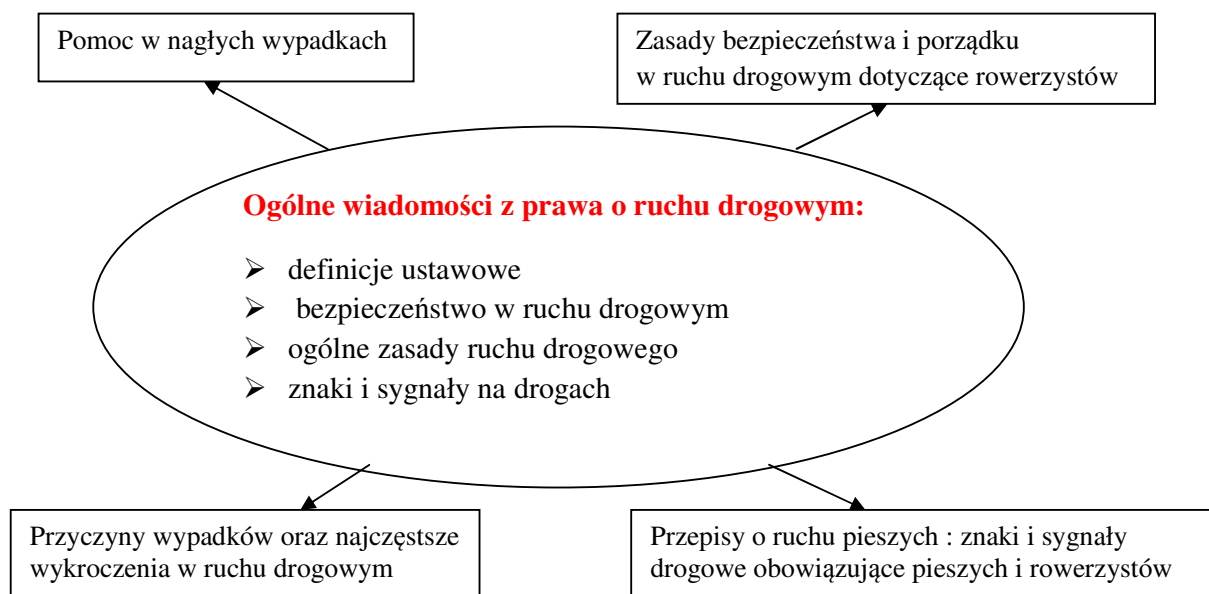 Pomoc w nagłych wypadkach
Zasady bezpieczeństwa i porządku
w ruchu drogowym dotyczące rowerzystów
Ogólne wiadomości z prawa o ruchu drogowym:
➢ definicje ustawowe
➢ bezpieczeństwo w ruchu drogowym
➢ ogólne zasady ruchu drogowego
➢ znaki i sygnały na drogach
Przyczyny wypadków oraz najczęstsze
wykroczenia w ruchu drogowym
Przepisy o ruchu pieszych : znaki i sygnały
drogowe obowiązujące pieszych i rowerzystów